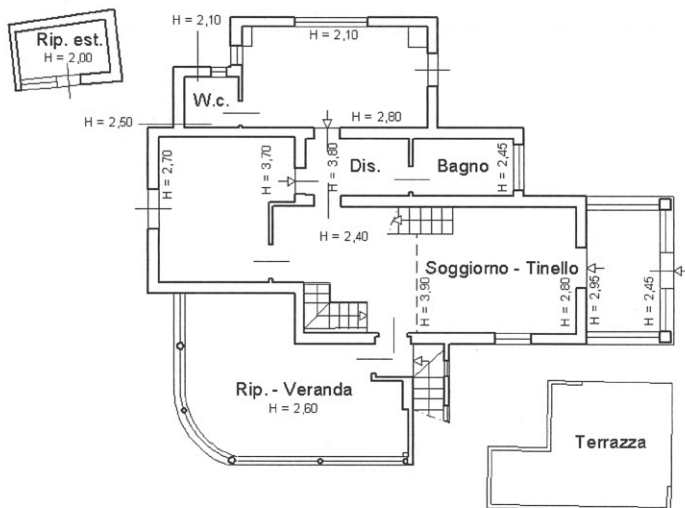 H = 2,10
Rip. est.
H = 2,00
H = 2,10
W.c.
H = 2,80
H = 2,50
H = 2,70
H = 3,70
H = 3,80
Dis.
Bagno
H = 2,45
H = 2,40
Soggiorno - Tinello
H = 3,90
H = 2,80
H = 2,95
H = 2,45
Rip. - Veranda
H = 2,60
Terrazza